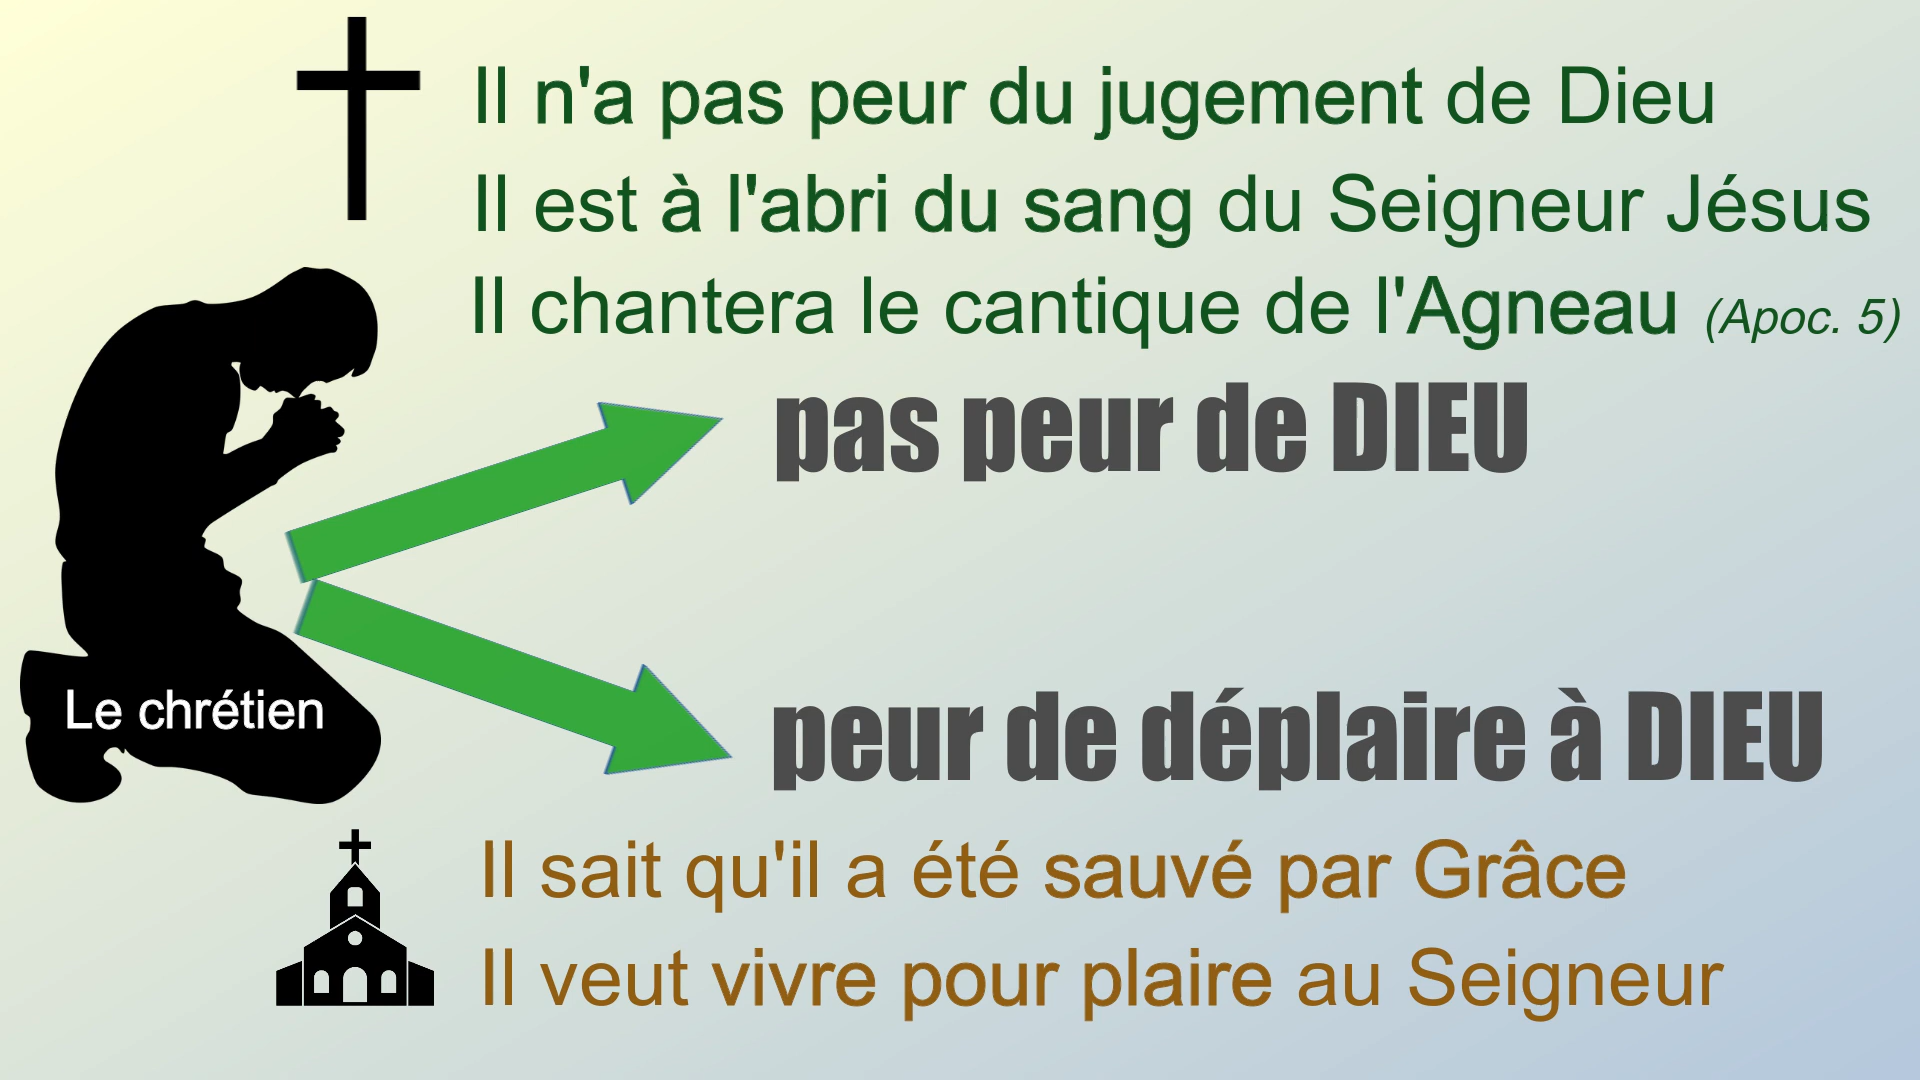 Il n'a pas peur du jugement de Dieu
Il est à l'abri du sang du Seigneur Jésus
Il chantera le cantique de l'Agneau (Apoc. 5)
pas peur de DIEU
Le chrétien
peur de déplaire à DIEU
Il sait qu'il a été sauvé par Grâce
Il veut vivre pour plaire au Seigneur